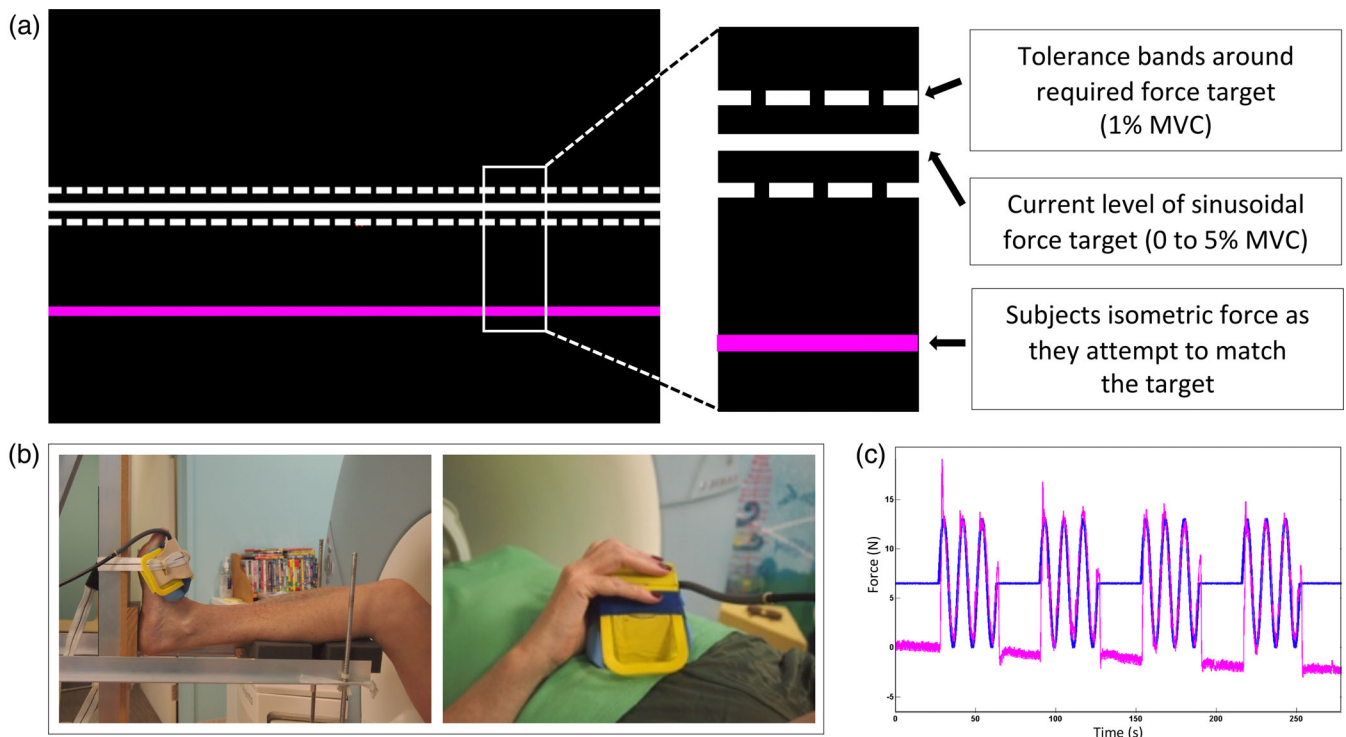 (a)
Tolerance bands around
required force target
(1% MVC)
Current level of sinusoidal
force target (0 to 5% MVC)
Subjects isometric force as
they attempt to match
the target
(b)
(c)
Force (N)
15
10
5
0
-5
0
50
100
150
200
250
Time (s)